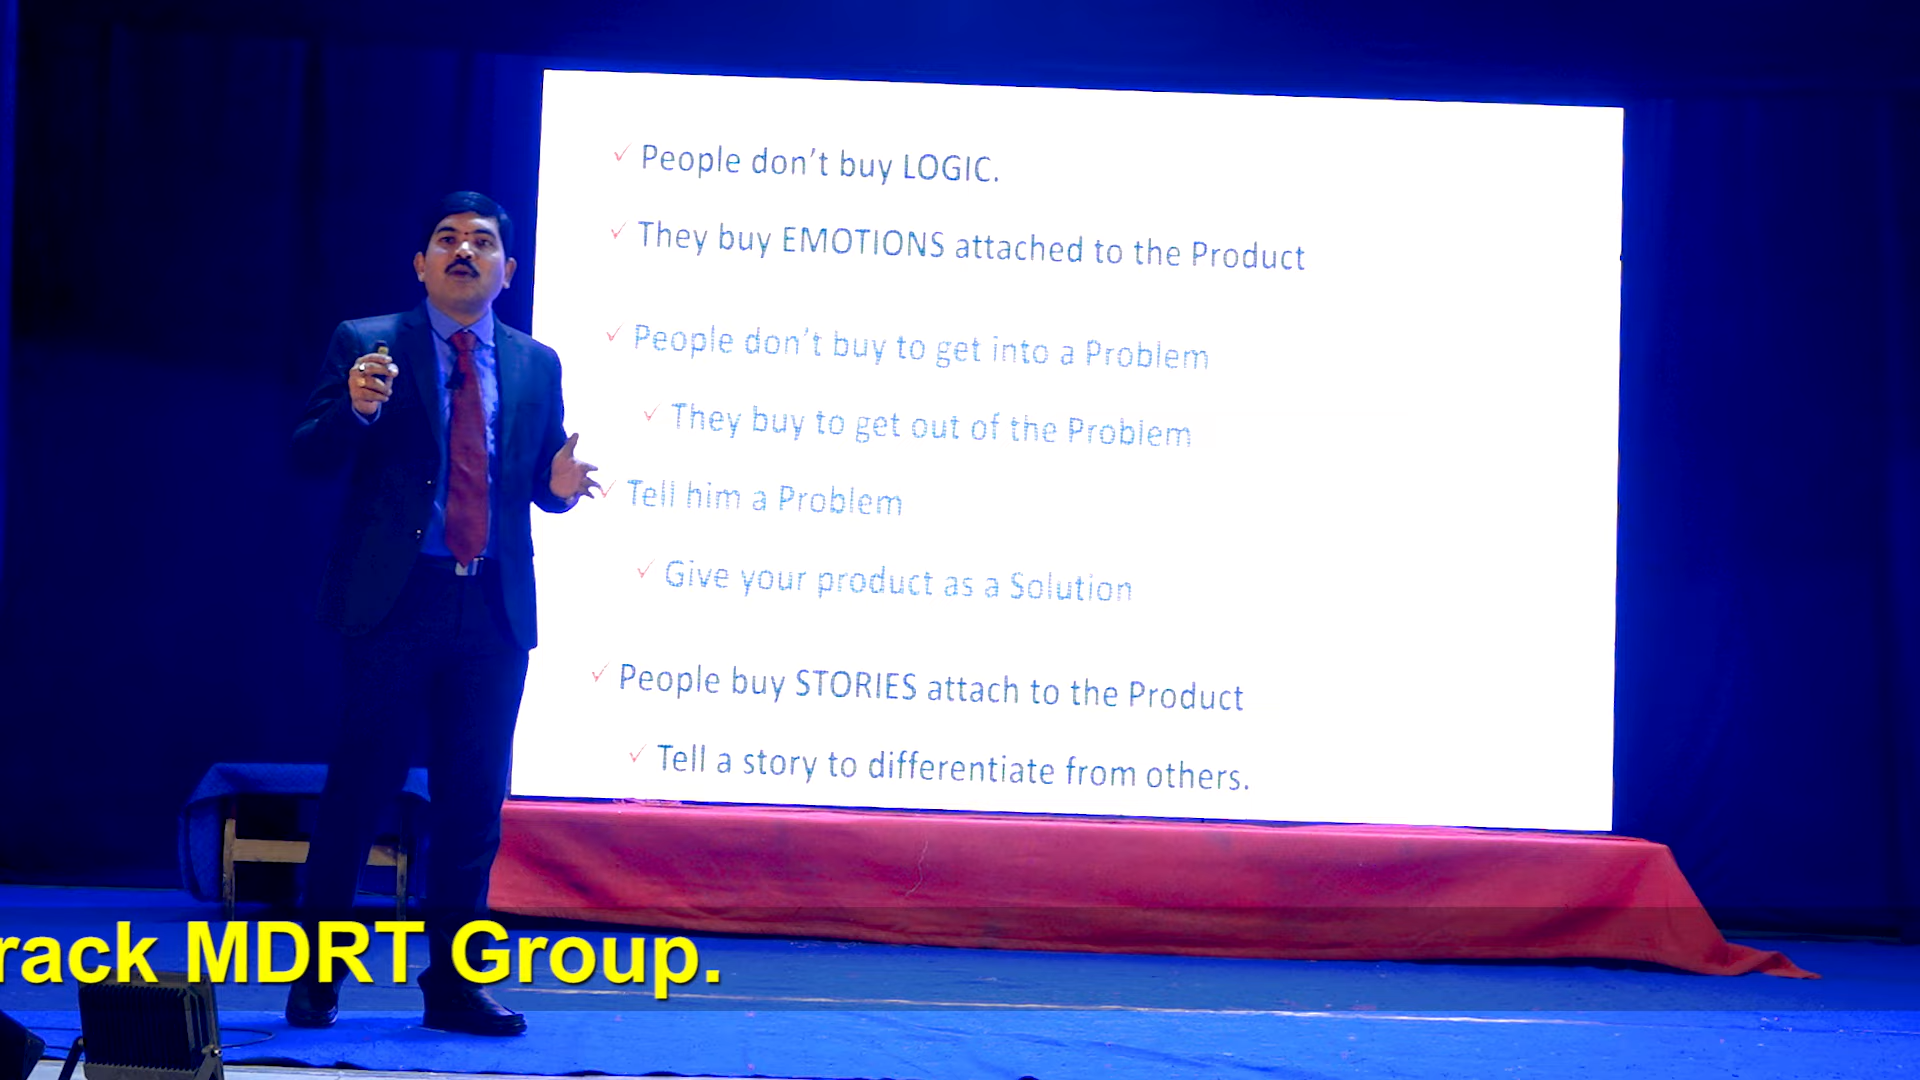 ✓ People don't buy LOGIC.
✓ They buy EMOTIONS attached to the Product
✓ People don't buy to get into a Problem
✓ They buy to get out of the Problem
✓ Tell him a Problem
✓ Give your product as a Solution
✓ People buy STORIES attach to the Product
✓ Tell a story to differentiate from others.
MDRT Group.